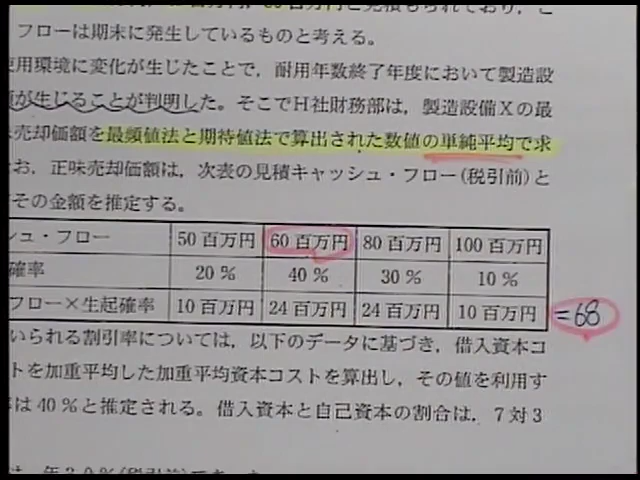 フローは期末に発生しているものと考える。
使用環境に変化が生じたことで，耐用年数終了年度において製造設
が生じることが判明した。そこでH社財務部は，製造設備Xの最
売却価額を最頻値法と期待値法で算出された数値の単純平均で求
お，正味売却価額は，次表の見積キャッシュ・フロー(税引前)と
その金額を推定する。
シュ・フロー 50百万円 60百万円 80百万円 100百万円
確率 20％ 40％ 30％ 10％
フロー×生起確率 10百万円 24百万円 24百万円 10百万円 =68
いられる割引率については，以下のデータに基づき，借入資本コ
トを加重平均した加重平均資本コストを算出し，その値を利用す
は40％と推定される。借入資本と自己資本の割合は，7対3